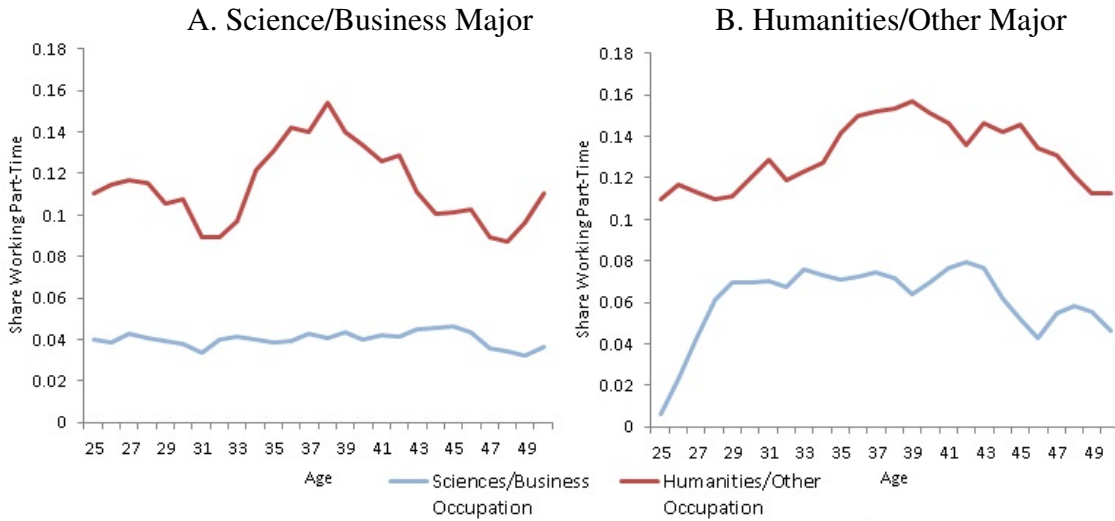 A. Science/Business Major
0.18
0.16
0.14
0.12
0.1
0.08
0.06
0.04
0.02
0
Share Working Part-Time
25 27 29 31 33 35 37 39 41 43 45 47 49
Age
B. Humanities/Other Major
0.18
0.16
0.14
0.12
0.1
0.08
0.06
0.04
0.02
0
Share Working Part-Time
25 27 29 31 33 35 37 39 41 43 45 47 49
Age
Sciences/Business
Occupation
Humanities/Other
Occupation